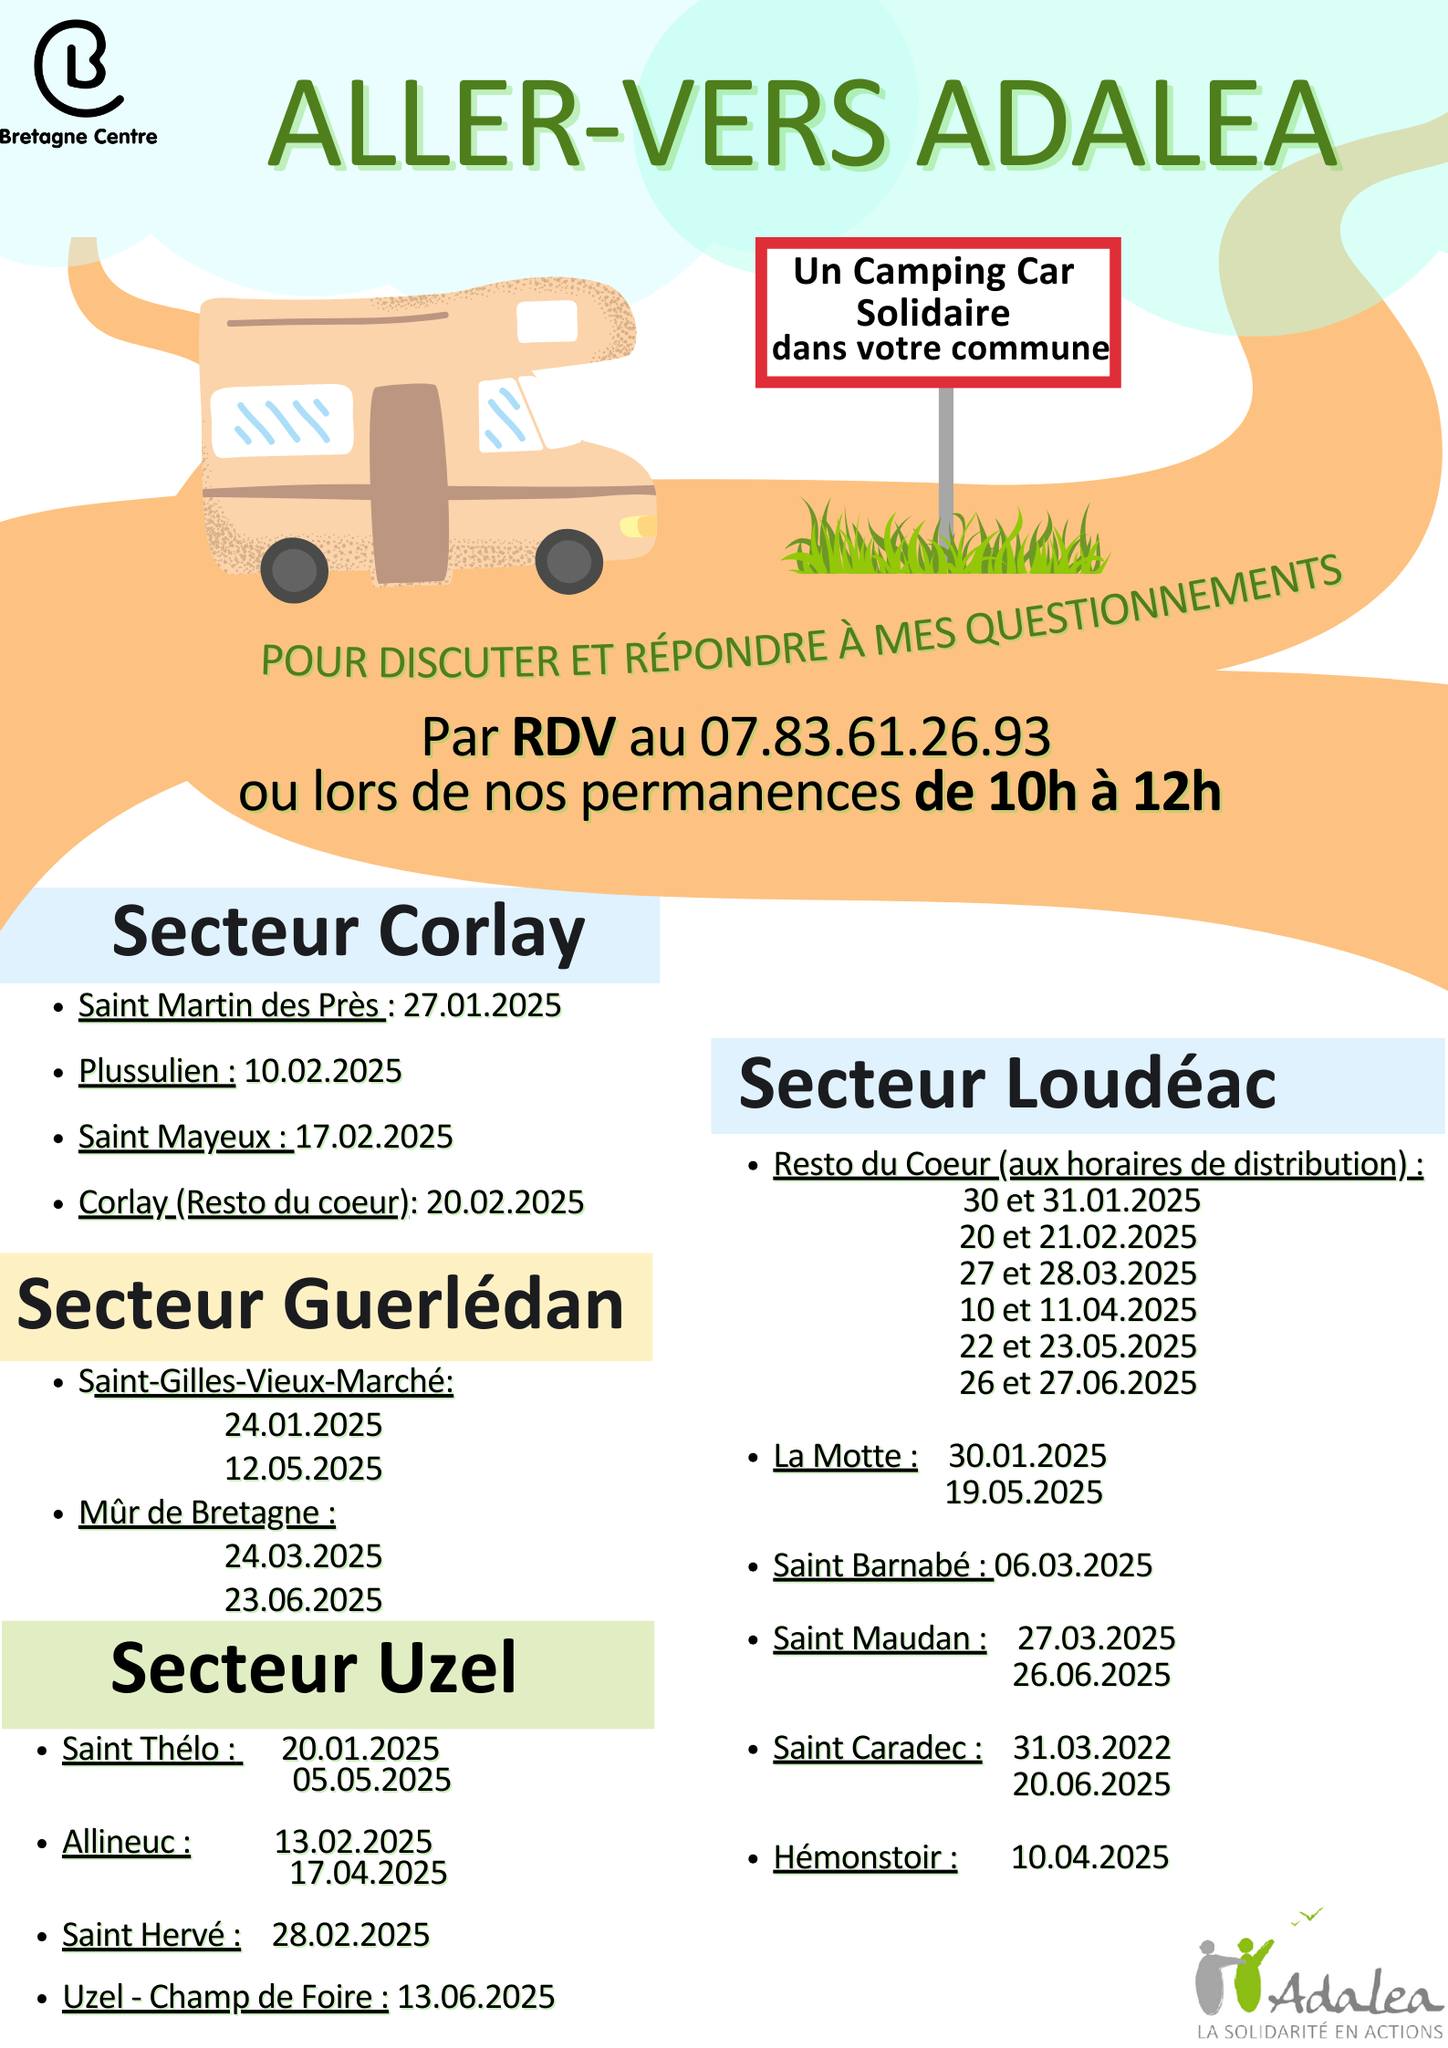 Bretagne Centre
ALLER-VERS ADALEA
Un Camping Car
Solidaire
dans votre commune
POUR DISCUTER ET RÉPONDRE À MES QUESTIONNEMENTS
Par RDV au 07.83.61.26.93
ou lors de nos permanences de 10h à 12h
Secteur Corlay
• Saint Martin des Près : 27.01.2025
• Plussulien : 10.02.2025
• Saint Mayeux : 17.02.2025
• Corlay (Resto du coeur): 20.02.2025
Secteur Guerlédan
• Saint-Gilles-Vieux-Marché:
24.01.2025
12.05.2025
• Mûr de Bretagne :
24.03.2025
23.06.2025
Secteur Uzel
• Saint Thélo : 20.01.2025
05.05.2025
• Allineuc : 13.02.2025
17.04.2025
• Saint Hervé : 28.02.2025
• Uzel - Champ de Foire : 13.06.2025
Secteur Loudéac
• Resto du Coeur (aux horaires de distribution) :
30 et 31.01.2025
20 et 21.02.2025
27 et 28.03.2025
10 et 11.04.2025
22 et 23.05.2025
26 et 27.06.2025
• La Motte : 30.01.2025
19.05.2025
• Saint Barnabé : 06.03.2025
• Saint Maudan : 27.03.2025
26.06.2025
• Saint Caradec : 31.03.2022
20.06.2025
• Hémonstoir : 10.04.2025
Adalea
LA SOLIDARITÉ EN ACTIONS